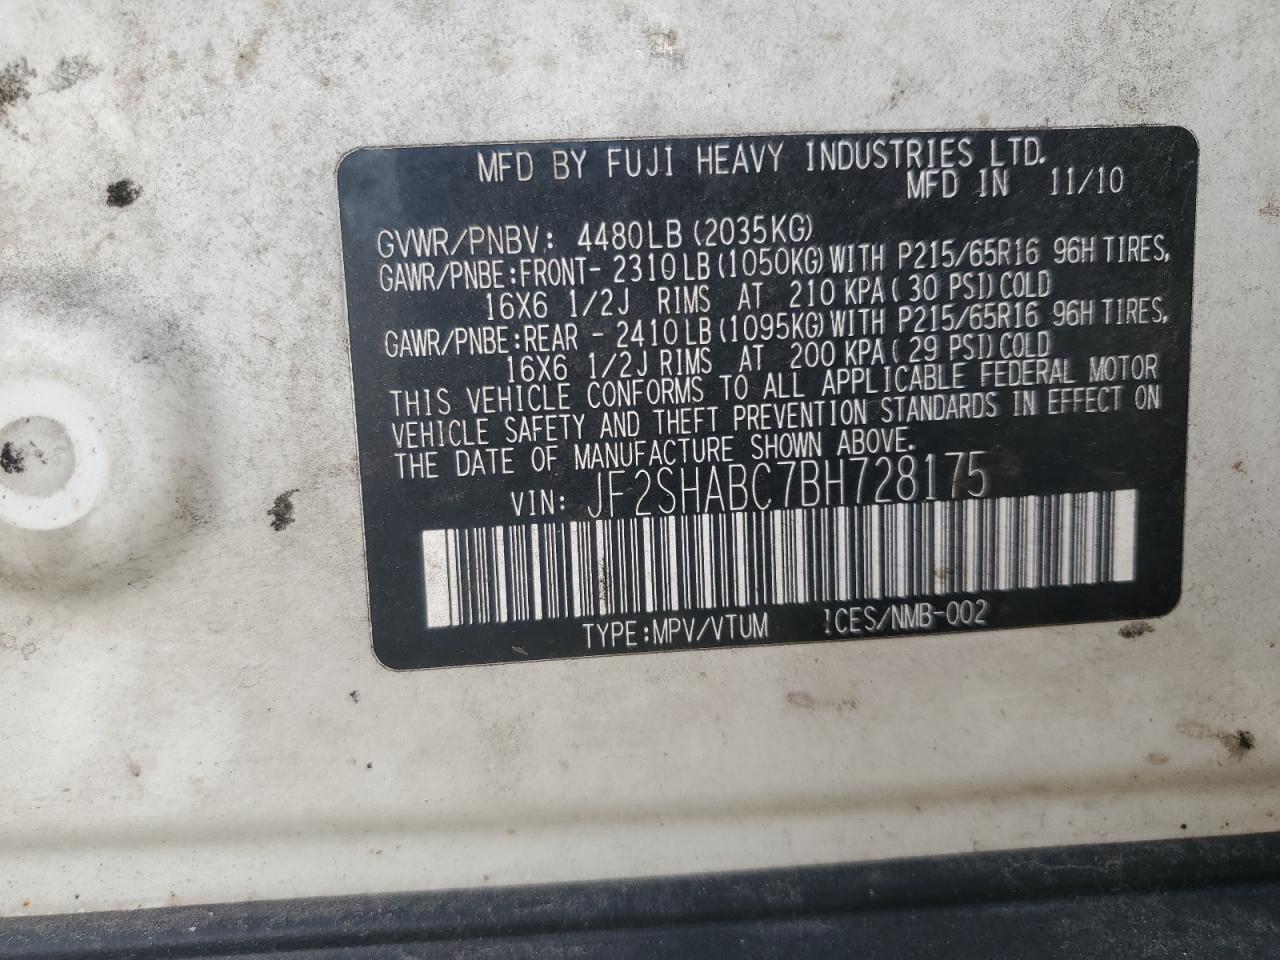 MFD BY FUJI HEAVY INDUSTRIES LTD.
MFD IN 11/10
GVWR/PNBV: 4480LB (2035KG)
GAWR/PNBE:FRONT- 2310LB (1050KG) WITH P215/65R16 96H TIRES,
16X6 1/2J RIMS AT 210 KPA ( 30 PSI) COLD
GAWR/PNBE:REAR - 2410LB (1095KG) WITH P215/65R16 96H TIRES,
16X6 1/2J RIMS AT 200 KPA ( 29 PSI) COLD
THIS VEHICLE CONFORMS TO ALL APPLICABLE FEDERAL MOTOR
VEHICLE SAFETY AND THEFT PREVENTION STANDARDS IN EFFECT ON
THE DATE OF MANUFACTURE SHOWN ABOVE.
VIN: JF2SHABC7BH728175
TYPE:MPV/VTUM ICES/NMB-002